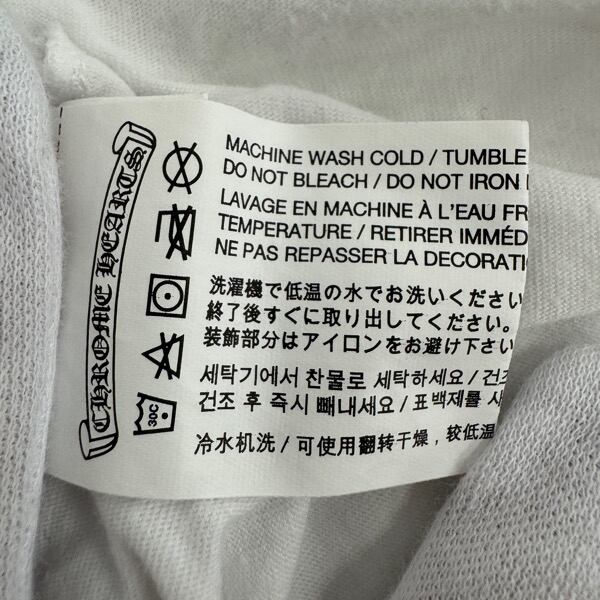 CHROME HEARTS
30C
MACHINE WASH COLD / TUMBLE
DO NOT BLEACH / DO NOT IRON
LAVAGE EN MACHINE À L'EAU FR
TEMPERATURE / RETIRER IMMÉD
NE PAS REPASSER LA DECORATI
洗濯機で低温の水でお洗いください
終了後すぐに取り出してください。
装飾部分はアイロンをお避け下さい
세탁기에서 찬물로 세탁하세요 / 건조
건조 후 즉시 빼내세요 / 표백제를 사
冷水机洗 / 可使用翻转干燥，较低温